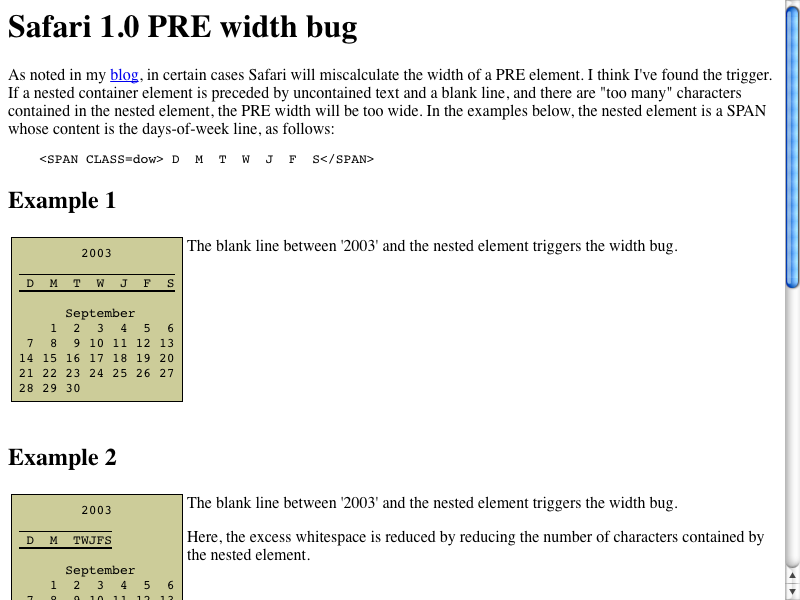 Safari 1.0 PRE width bug
As noted in my blog, in certain cases Safari will miscalculate the width of a PRE element. I think I've found the trigger.
If a nested container element is preceded by uncontained text and a blank line, and there are "too many" characters
contained in the nested element, the PRE width will be too wide. In the examples below, the nested element is a SPAN
whose content is the days-of-week line, as follows:
<SPAN CLASS=dow> D  M  T  W  J  F  S</SPAN>
Example 1
2003
D  M  T  W  J  F  S
September
1  2  3  4  5  6
7  8  9 10 11 12 13
14 15 16 17 18 19 20
21 22 23 24 25 26 27
28 29 30
The blank line between '2003' and the nested element triggers the width bug.
Example 2
2003
D  M  TWJFS
September
1  2  3  4  5  6
7  8  9 10 11 12 13
The blank line between '2003' and the nested element triggers the width bug.
Here, the excess whitespace is reduced by reducing the number of characters contained by
the nested element.